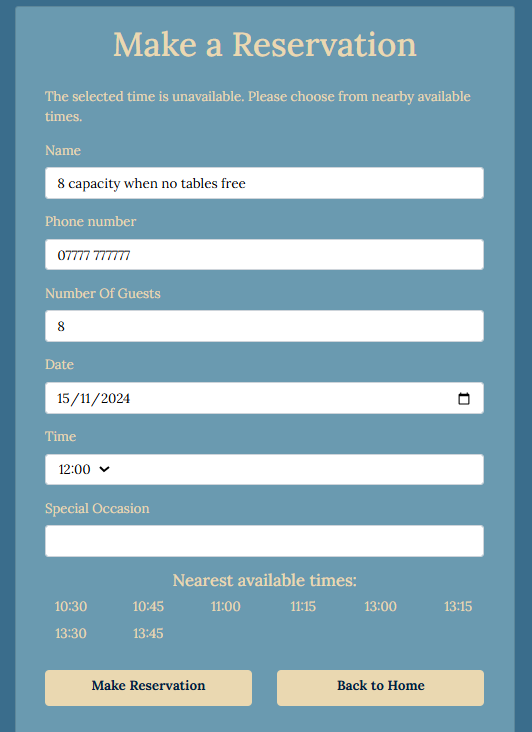 Make a Reservation
The selected time is unavailable. Please choose from nearby available
times.
Name
8 capacity when no tables free
Phone number
07777 777777
Number Of Guests
8
Date
15/11/2024
Time
12:00
Special Occasion
Nearest available times:
10:30 10:45 11:00 11:15 13:00 13:15
13:30 13:45
Make Reservation Back to Home